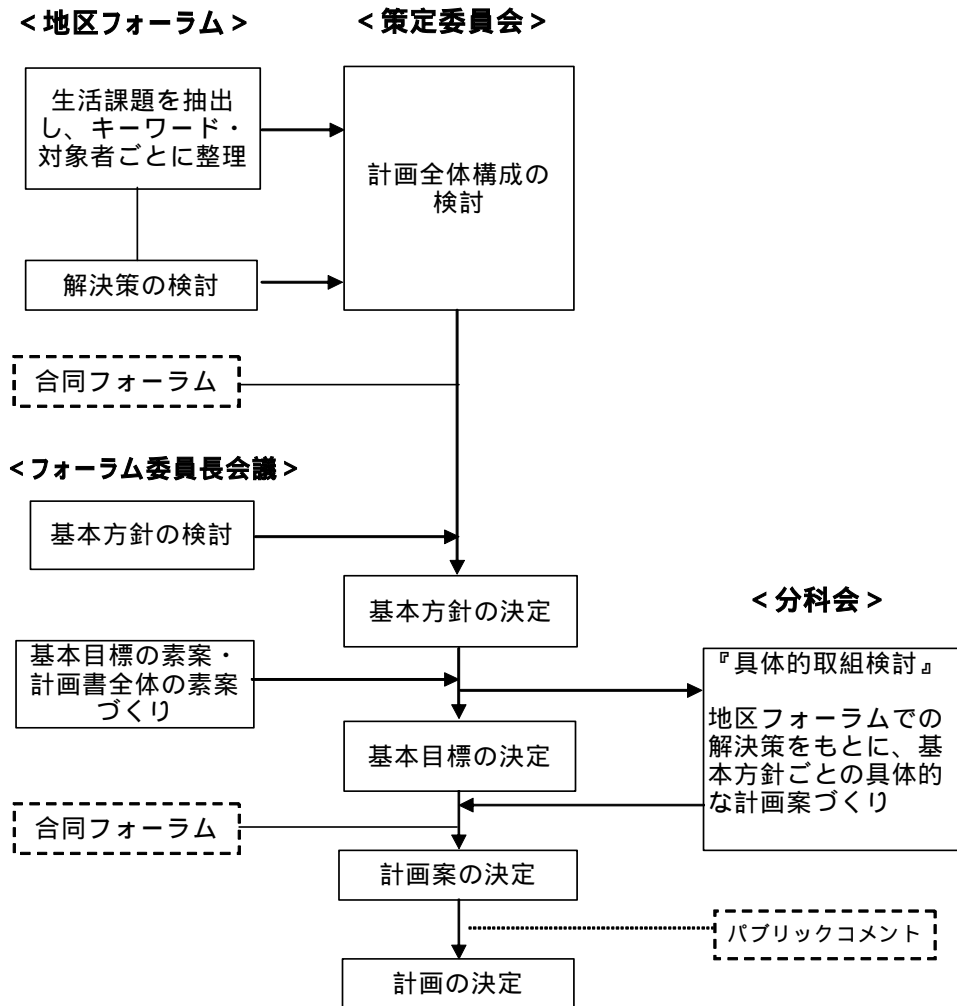 ＜地区フォーラム＞
＜策定委員会＞
生活課題を抽出
し、キーワード・
対象者ごとに整理
計画全体構成の
検討
解決策の検討
合同フォーラム
＜フォーラム委員長会議＞
基本方針の検討
基本方針の決定
＜分科会＞
基本目標の素案・
計画書全体の素案
づくり
『具体的取組検討』
地区フォーラムでの
解決策をもとに、基
本方針ごとの具体的
な計画案づくり
基本目標の決定
合同フォーラム
計画案の決定
パブリックコメント
計画の決定